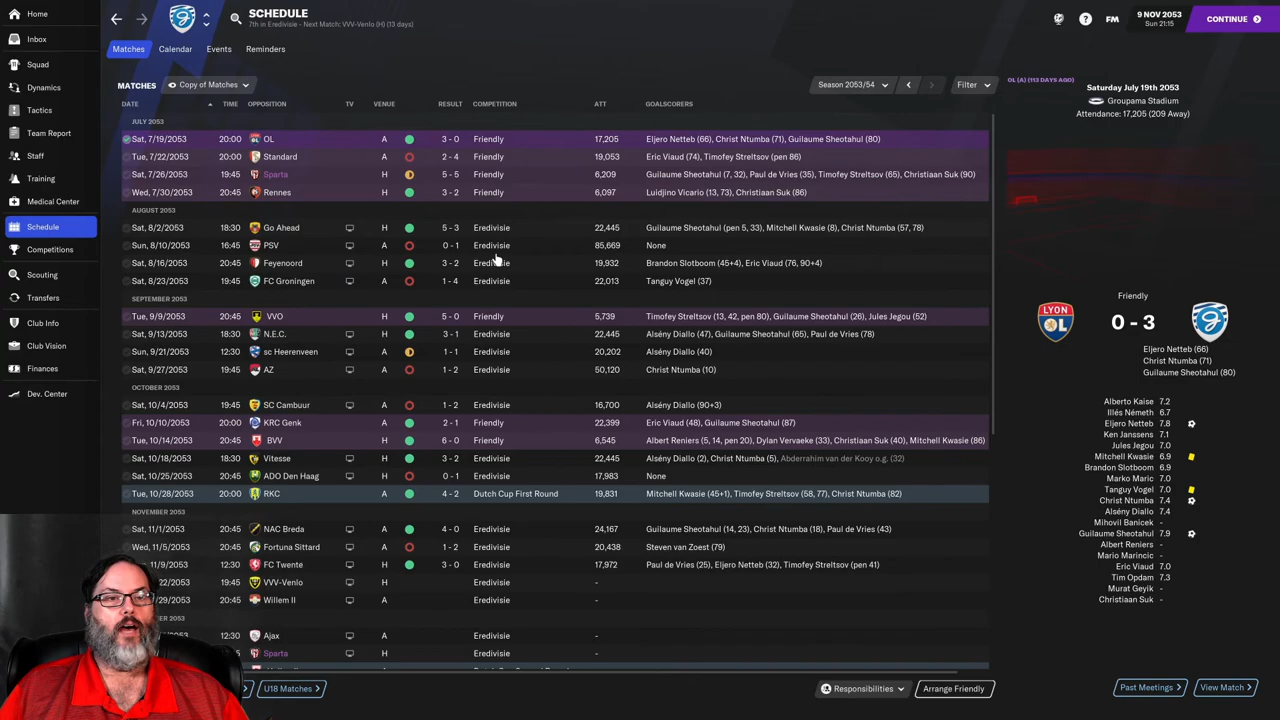 Home
Inbox
Squad
Dynamics
Tactics
Team Report
Staff
Training
Medical Center
Schedule
Competitions
Scouting
Transfers
Club Info
Club Vision
Finances
Dev. Center
SCHEDULE
7th in Eredivisie - Next Match: VVV-Venlo (H) (13 days)
FM
9 NOV 2053
Sun 21:15
CONTINUE
Matches Calendar Events Reminders
MATCHES Copy of Matches Season 2053/54 Filter
DATE TIME OPPOSITION TV VENUE RESULT COMPETITION ATT GOALSCORERS
JULY 2053
Sat, 7/19/2053 20:00 OL A 3 - 0 Friendly 17,205 Eljero Netteb (66), Christ Ntumba (71), Guilaume Sheotahul (80)
Tue, 7/22/2053 20:00 Standard A 2 - 4 Friendly 19,053 Eric Viaud (74), Timofey Streltsov (pen 86)
Sat, 7/26/2053 19:45 Sparta H 5 - 5 Friendly 6,209 Guilaume Sheotahul (7, 32), Paul de Vries (35), Timofey Streltsov (65), Christiaan Suk (90)
Wed, 7/30/2053 20:45 Rennes H 3 - 2 Friendly 6,097 Luidjino Vicario (13, 73), Christiaan Suk (86)
AUGUST 2053
Sat, 8/2/2053 18:30 Go Ahead H 5 - 3 Eredivisie 22,445 Guilaume Sheotahul (pen 5, 33), Mitchell Kwasie (8), Christ Ntumba (57, 78)
Sun, 8/10/2053 16:45 PSV A 0 - 1 Eredivisie 85,669 None
Sat, 8/16/2053 20:45 Feyenoord H 3 - 2 Eredivisie 19,932 Brandon Slotboom (45+4), Eric Viaud (76, 90+4)
Sat, 8/23/2053 19:45 FC Groningen A 1 - 4 Eredivisie 22,013 Tanguy Vogel (37)
SEPTEMBER 2053
Tue, 9/9/2053 20:45 VVO H 5 - 0 Friendly 5,739 Timofey Streltsov (13, 42, pen 80), Guilaume Sheotahul (26), Jules Jegou (52)
Sat, 9/13/2053 18:30 N.E.C. H 3 - 1 Eredivisie 22,445 Alsény Diallo (47), Guilaume Sheotahul (65), Paul de Vries (78)
Sun, 9/21/2053 12:30 sc Heerenveen A 1 - 1 Eredivisie 20,202 Alsény Diallo (40)
Sat, 9/27/2053 19:45 AZ A 1 - 2 Eredivisie 50,120 Christ Ntumba (10)
OCTOBER 2053
Sat, 10/4/2053 19:45 SC Cambuur H 1 - 2 Eredivisie 16,700 Alsény Diallo (90+3)
Fri, 10/10/2053 20:00 KRC Genk A 2 - 1 Friendly 22,399 Eric Viaud (48), Guilaume Sheotahul (87)
Tue, 10/14/2053 20:45 BVV H 6 - 0 Friendly 6,545 Albert Reniers (5, 14, pen 20), Dylan Vervaeke (33), Christiaan Suk (40), Mitchell Kwasie (86)
Sat, 10/18/2053 18:30 Vitesse H 3 - 2 Eredivisie 22,445 Alsény Diallo (2), Christ Ntumba (5), Abderrahim van der Kooy o.g. (32)
Sat, 10/25/2053 19:45 ADO Den Haag A 0 - 1 Eredivisie 17,983 None
Tue, 10/28/2053 20:00 RKC A 4 - 2 Dutch Cup First Round 19,831 Mitchell Kwasie (45+1), Timofey Streltsov (58, 77), Christ Ntumba (82)
NOVEMBER 2053
Sat, 11/1/2053 20:45 NAC Breda A 4 - 0 Eredivisie 24,167 Guilaume Sheotahul (14, 23), Christ Ntumba (18), Paul de Vries (43)
Wed, 11/5/2053 20:45 Fortuna Sittard A 1 - 2 Eredivisie 20,438 Steven van Zoest (79)
11/9/2053 12:30 FC Twente H 3 - 0 Eredivisie 17,972 Paul de Vries (25), Eljero Netteb (32), Timofey Streltsov (pen 41)
/22/2053 19:45 VVV-Venlo H Eredivisie -
/29/2053 20:45 Willem II A Eredivisie -
2053
12:30 Ajax A Eredivisie -
Sparta H Eredivisie -
U18 Matches
Responsibilities
Arrange Friendly
OL (A) (113 DAYS AGO)
Saturday July 19th 2053
Groupama Stadium
Attendance: 17,205 (209 Away)
Friendly
LYON
OL
0 - 3
Eljero Netteb (66)
Christ Ntumba (71)
Guilaume Sheotahul (80)
Alberto Kaise 7.2
Illés Németh 6.7
Eljero Netteb 7.8
Ken Janssens 7.1
Jules Jegou 7.0
Mitchell Kwasie 6.9
Brandon Slotboom 6.9
Marko Maric 7.0
Tanguy Vogel 7.0
Christ Ntumba 7.4
Alsény Diallo 7.4
Mihovil Banicek -
Guilaume Sheotahul 7.9
Albert Reniers -
Mario Marincic -
Eric Viaud 7.0
Tim Opdam 7.3
Murat Geyik -
Christiaan Suk -
Past Meetings
View Match